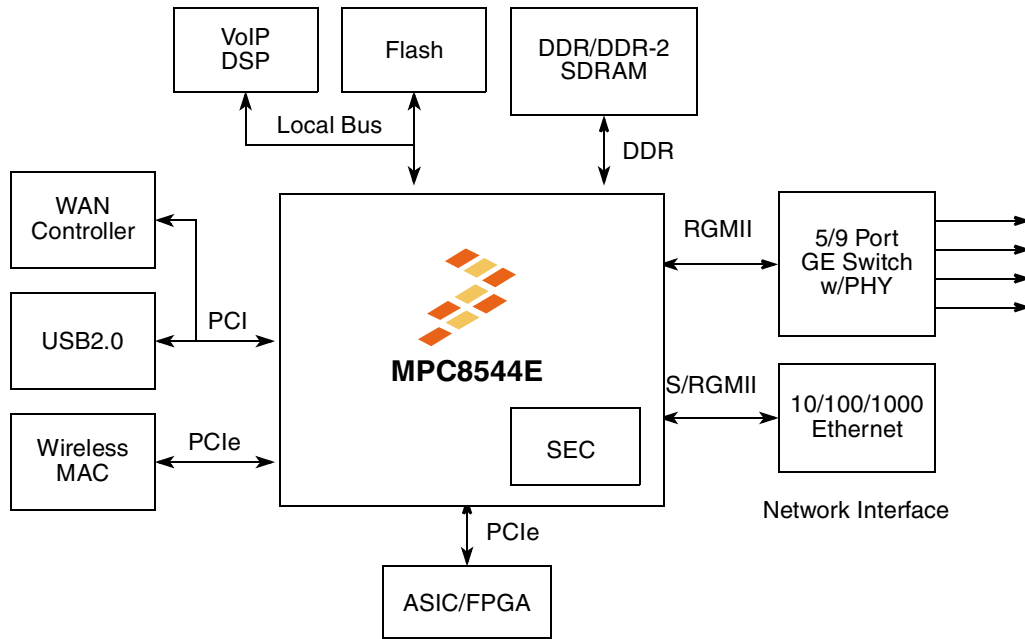 VoIP
DSP
Flash
DDR/DDR-2
SDRAM
Local Bus
DDR
WAN
Controller
RGMII
5/9 Port
GE Switch
w/PHY
USB2.0
PCI
MPC8544E
S/RGMII
10/100/1000
Ethernet
Wireless
MAC
PCIe
SEC
Network Interface
PCIe
ASIC/FPGA